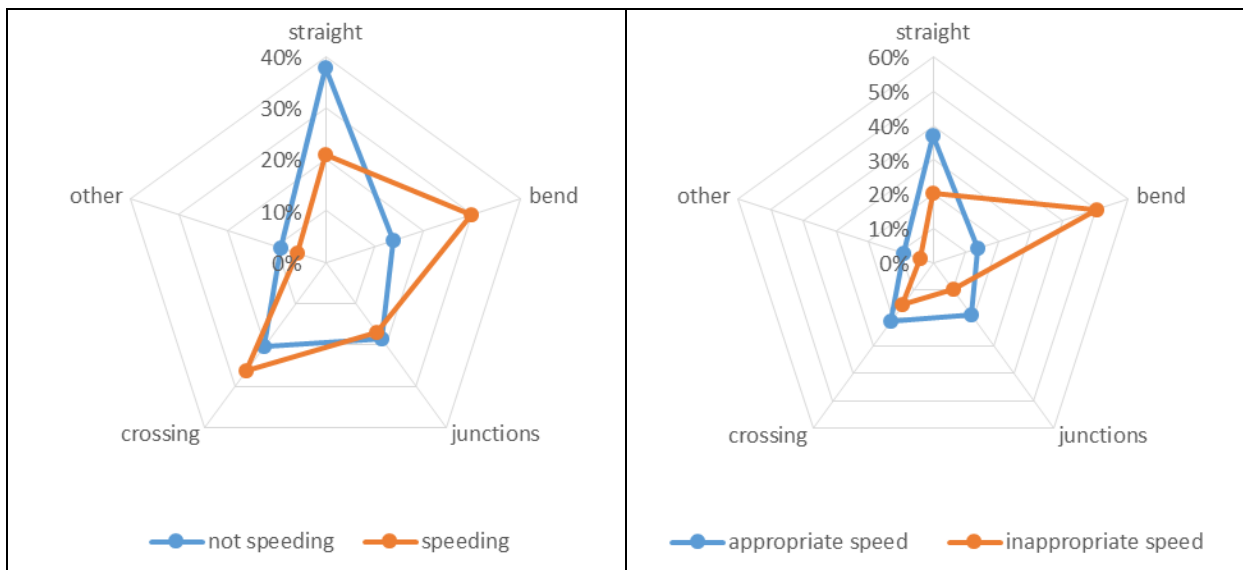 straight
40%
30%
20%
10%
0%
other
bend
crossing
junctions
not speeding
speeding
straight
60%
50%
40%
30%
20%
10%
0%
other
bend
crossing
junctions
appropriate speed
inappropriate speed